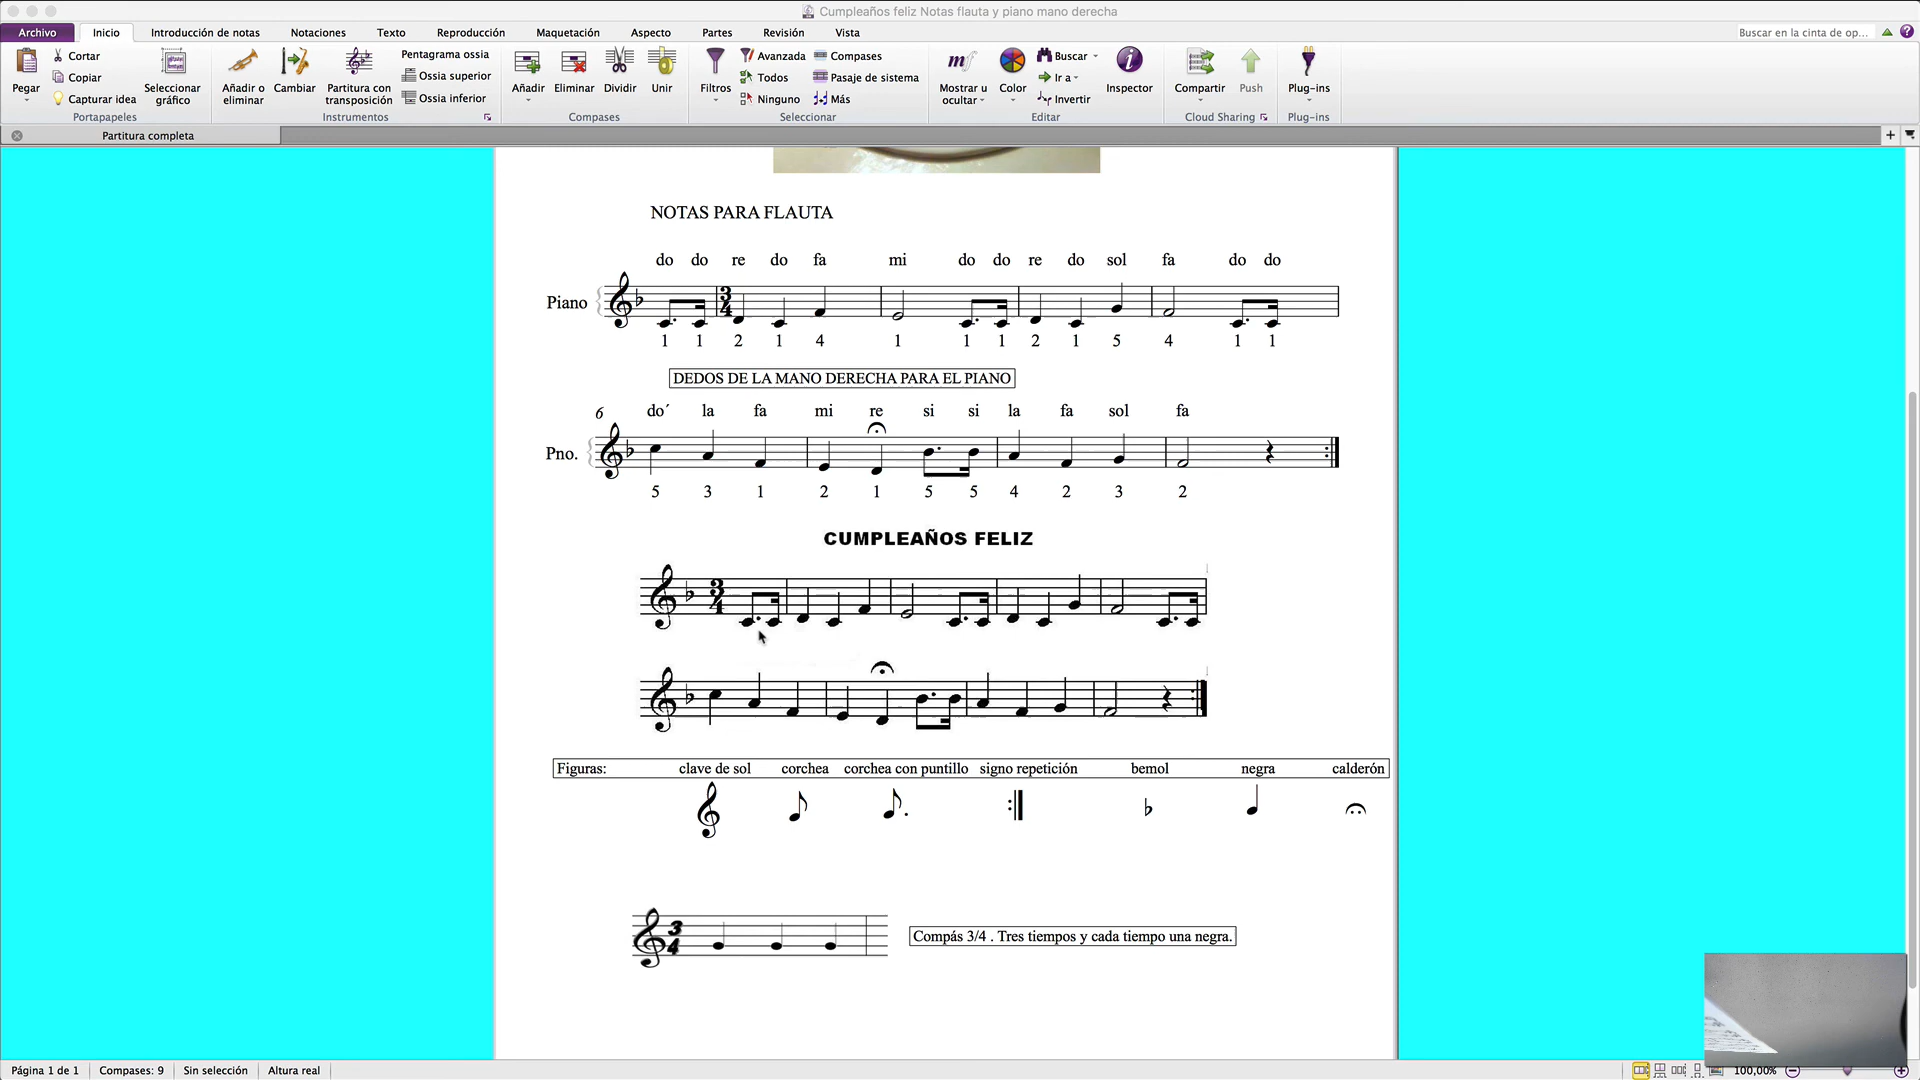 Cumpleaños feliz Notas flauta y piano mano derecha
Archivo Inicio Introducción de notas Notaciones Texto Reproducción Maquetación Aspecto Partes Revisión Vista Buscar en la cinta de op...
Pegar Cortar Copiar Capturar idea Seleccionar gráfico
Portapapeles
Añadir o eliminar Cambiar Partitura con transposición Pentagrama ossia Ossia superior Ossia inferior
Instrumentos
Añadir Eliminar Dividir Unir
Compases
Filtros Avanzada Todos Ninguno Compases Pasaje de sistema Más
Seleccionar
Mostrar u ocultar Color Buscar Ir a Invertir Inspector
Editar
Compartir Push
Cloud Sharing
Plug-ins
Plug-ins
Partitura completa
NOTAS PARA FLAUTA
do do re do fa mi do do re do sol fa do do
Piano 3 4
1 1 2 1 4 1 1 1 2 1 5 4 1 1
DEDOS DE LA MANO DERECHA PARA EL PIANO
6 do´ la fa mi re si si la fa sol fa
Pno.
5 3 1 2 1 5 5 4 2 3 2
CUMPLEAÑOS FELIZ
3 4
Figuras: clave de sol corchea corchea con puntillo signo repetición bemol negra calderón
3 4
Compás 3/4 . Tres tiempos y cada tiempo una negra.
Página 1 de 1 Compases: 9 Sin selección Altura real 100,00%